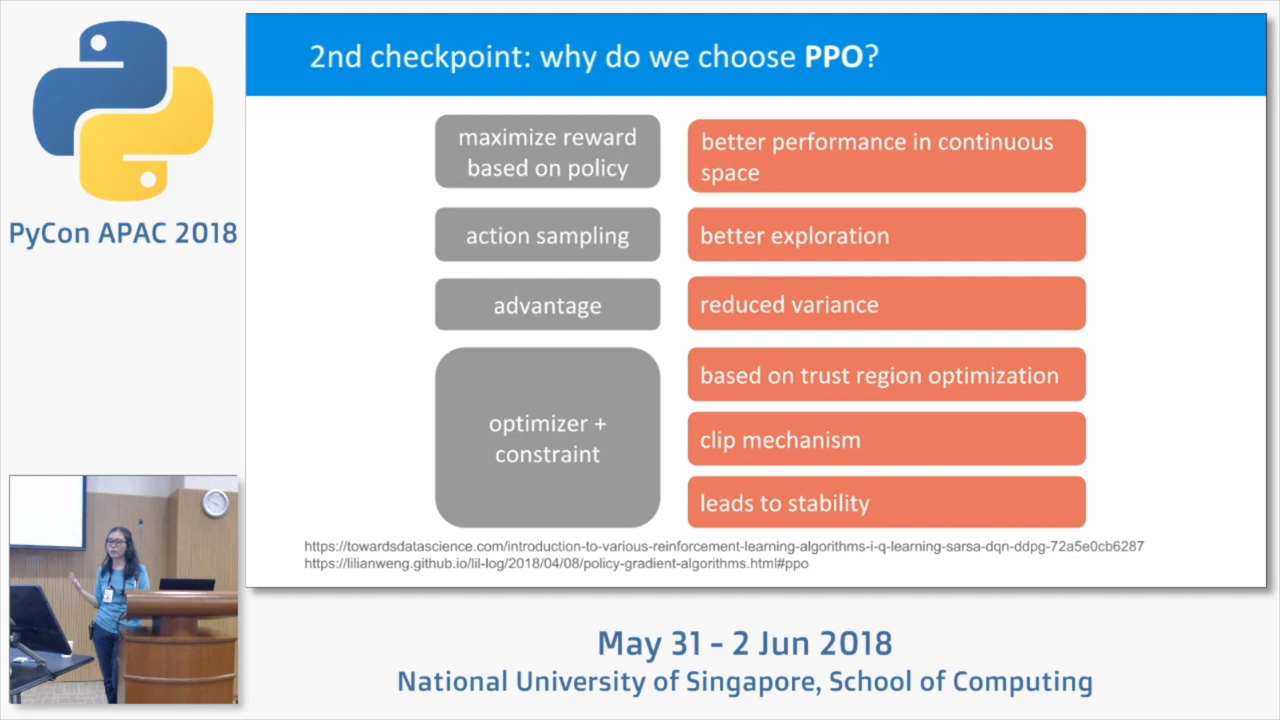 PyCon APAC 2018
2nd checkpoint: why do we choose PPO?
maximize reward
based on policy
better performance in continuous
space
action sampling
better exploration
advantage
reduced variance
optimizer +
constraint
based on trust region optimization
clip mechanism
leads to stability
https://towardsdatascience.com/introduction-to-various-reinforcement-learning-algorithms-i-q-learning-sarsa-dqn-ddpg-72a5e0cb6287
https://lilianweng.github.io/lil-log/2018/04/08/policy-gradient-algorithms.html#ppo
May 31 - 2 Jun 2018
National University of Singapore, School of Computing